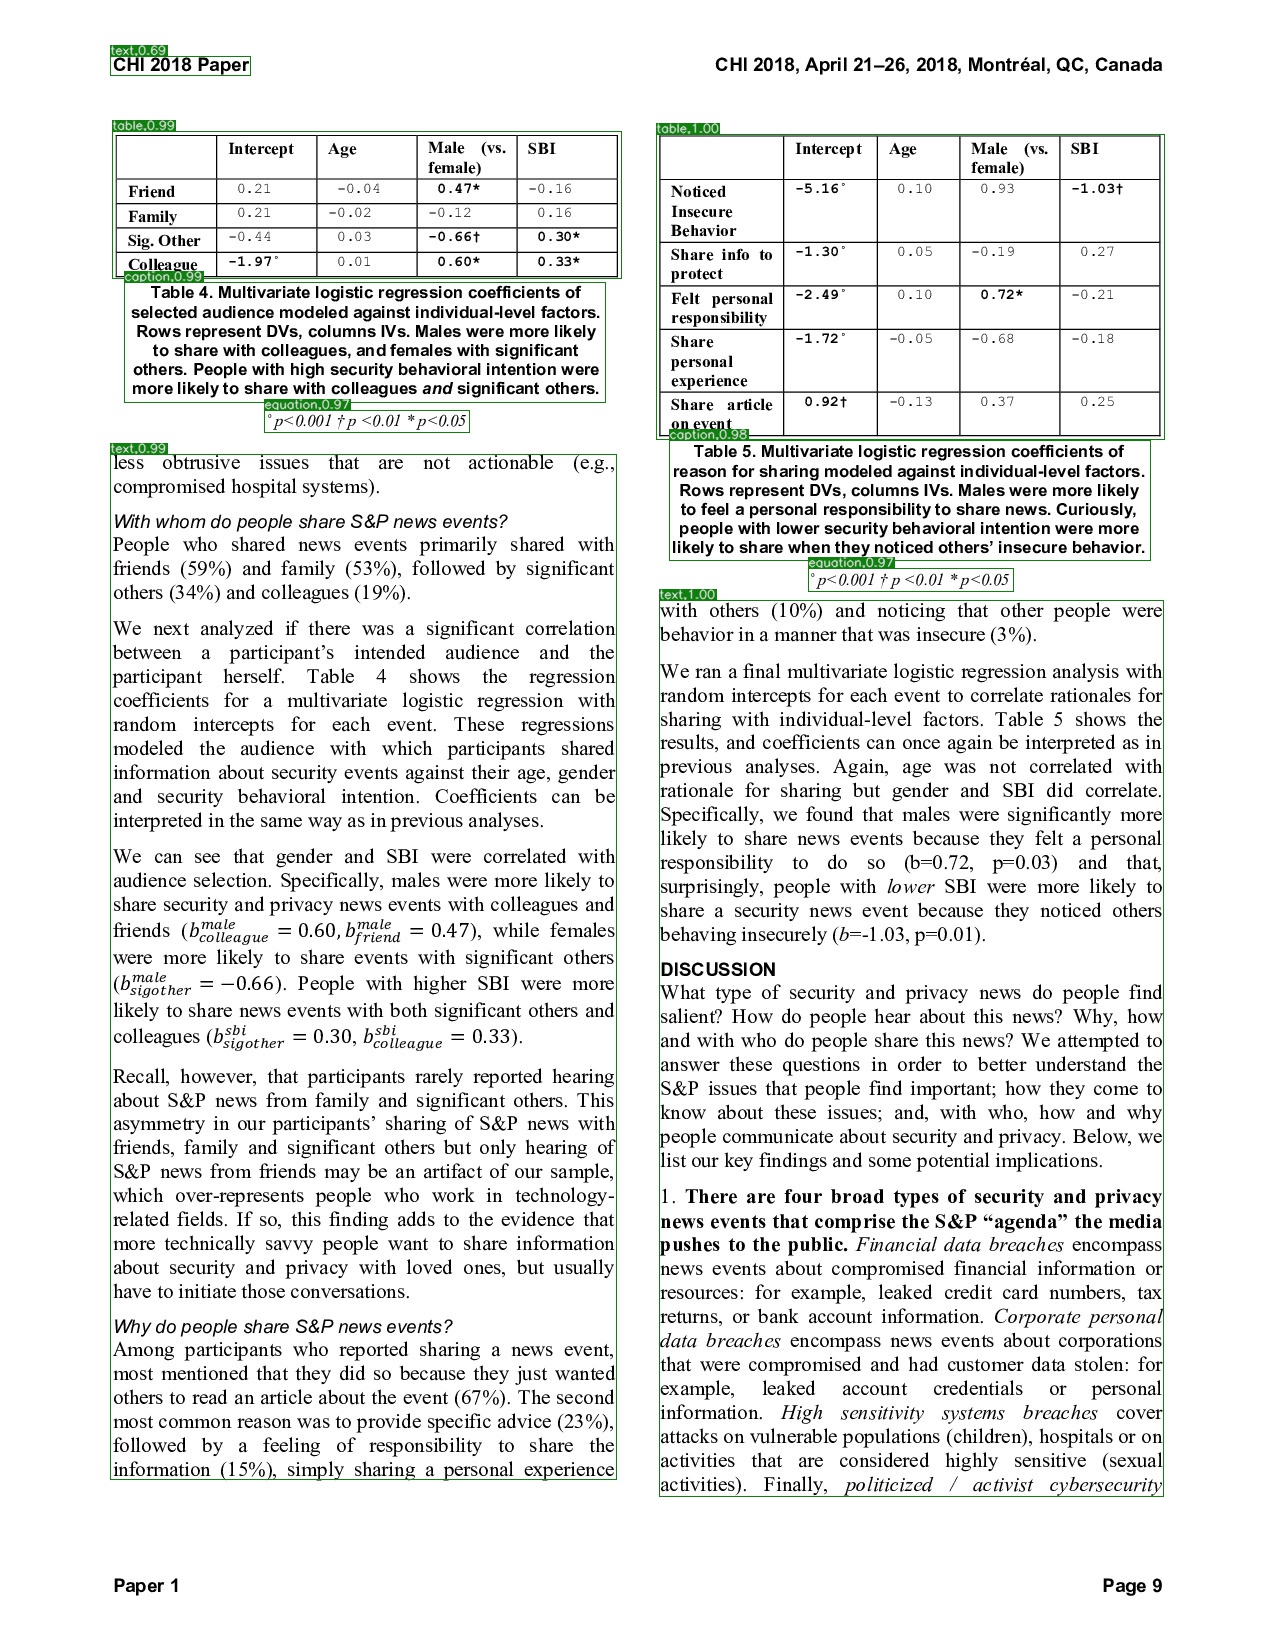 text,0.69
CHI 2018 Paper
CHI 2018, April 21–26, 2018, Montréal, QC, Canada
table,0.99
Intercept Age Male (vs. female) SBI
Friend 0.21 -0.04 0.47* -0.16
Family 0.21 -0.02 -0.12 0.16
Sig. Other -0.44 0.03 -0.66† 0.30*
Colleague -1.97° 0.01 0.60* 0.33*
caption,0.99
Table 4. Multivariate logistic regression coefficients of
selected audience modeled against individual-level factors.
Rows represent DVs, columns IVs. Males were more likely
to share with colleagues, and females with significant
others. People with high security behavioral intention were
more likely to share with colleagues and significant others.
equation,0.97
°p<0.001 † p <0.01 * p<0.05
text,0.99
less obtrusive issues that are not actionable (e.g.,
compromised hospital systems).
With whom do people share S&P news events?
People who shared news events primarily shared with
friends (59%) and family (53%), followed by significant
others (34%) and colleagues (19%).
We next analyzed if there was a significant correlation
between a participant's intended audience and the
participant herself. Table 4 shows the regression
coefficients for a multivariate logistic regression with
random intercepts for each event. These regressions
modeled the audience with which participants shared
information about security events against their age, gender
and security behavioral intention. Coefficients can be
interpreted in the same way as in previous analyses.
We can see that gender and SBI were correlated with
audience selection. Specifically, males were more likely to
share security and privacy news events with colleagues and
friends (b^male_colleague = 0.60, b^male_friend = 0.47), while females
were more likely to share events with significant others
(b^male_sigother = −0.66). People with higher SBI were more
likely to share news events with both significant others and
colleagues (b^sbi_sigother = 0.30, b^sbi_colleague = 0.33).
Recall, however, that participants rarely reported hearing
about S&P news from family and significant others. This
asymmetry in our participants' sharing of S&P news with
friends, family and significant others but only hearing of
S&P news from friends may be an artifact of our sample,
which over-represents people who work in technology-
related fields. If so, this finding adds to the evidence that
more technically savvy people want to share information
about security and privacy with loved ones, but usually
have to initiate those conversations.
Why do people share S&P news events?
Among participants who reported sharing a news event,
most mentioned that they did so because they just wanted
others to read an article about the event (67%). The second
most common reason was to provide specific advice (23%),
followed by a feeling of responsibility to share the
information (15%), simply sharing a personal experience
table,1.00
Intercept Age Male (vs. female) SBI
Noticed Insecure Behavior -5.16° 0.10 0.93 -1.03†
Share info to protect -1.30° 0.05 -0.19 0.27
Felt personal responsibility -2.49° 0.10 0.72* -0.21
Share personal experience -1.72° -0.05 -0.68 -0.18
Share article on event 0.92† -0.13 0.37 0.25
caption,0.98
Table 5. Multivariate logistic regression coefficients of
reason for sharing modeled against individual-level factors.
Rows represent DVs, columns IVs. Males were more likely
to feel a personal responsibility to share news. Curiously,
people with lower security behavioral intention were more
likely to share when they noticed others' insecure behavior.
equation,0.97
°p<0.001 † p <0.01 * p<0.05
text,1.00
with others (10%) and noticing that other people were
behavior in a manner that was insecure (3%).
We ran a final multivariate logistic regression analysis with
random intercepts for each event to correlate rationales for
sharing with individual-level factors. Table 5 shows the
results, and coefficients can once again be interpreted as in
previous analyses. Again, age was not correlated with
rationale for sharing but gender and SBI did correlate.
Specifically, we found that males were significantly more
likely to share news events because they felt a personal
responsibility to do so (b=0.72, p=0.03) and that,
surprisingly, people with lower SBI were more likely to
share a security news event because they noticed others
behaving insecurely (b=-1.03, p=0.01).
DISCUSSION
What type of security and privacy news do people find
salient? How do people hear about this news? Why, how
and with who do people share this news? We attempted to
answer these questions in order to better understand the
S&P issues that people find important; how they come to
know about these issues; and, with who, how and why
people communicate about security and privacy. Below, we
list our key findings and some potential implications.
1. There are four broad types of security and privacy
news events that comprise the S&P “agenda” the media
pushes to the public. Financial data breaches encompass
news events about compromised financial information or
resources: for example, leaked credit card numbers, tax
returns, or bank account information. Corporate personal
data breaches encompass news events about corporations
that were compromised and had customer data stolen: for
example, leaked account credentials or personal
information. High sensitivity systems breaches cover
attacks on vulnerable populations (children), hospitals or on
activities that are considered highly sensitive (sexual
activities). Finally, politicized / activist cybersecurity
Paper 1
Page 9